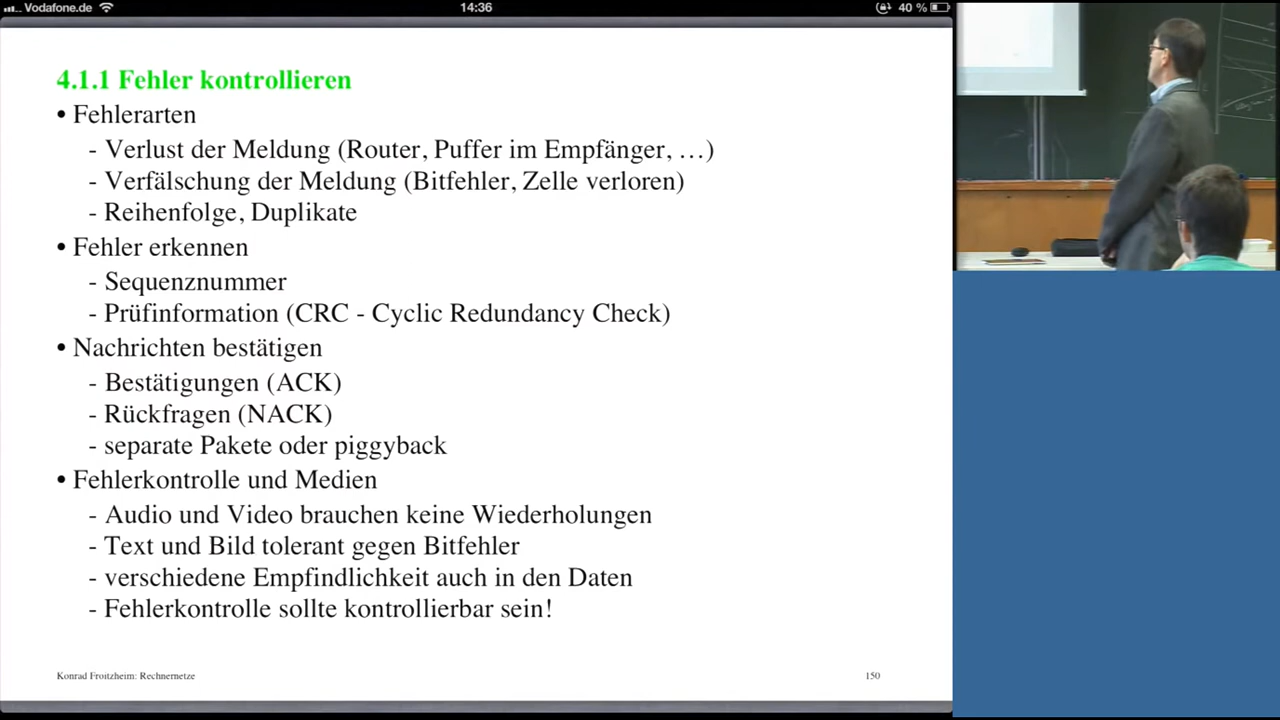 Vodafone.de
14:36
40 %
4.1.1 Fehler kontrollieren
• Fehlerarten
- Verlust der Meldung (Router, Puffer im Empfänger, …)
- Verfälschung der Meldung (Bitfehler, Zelle verloren)
- Reihenfolge, Duplikate
• Fehler erkennen
- Sequenznummer
- Prüfinformation (CRC - Cyclic Redundancy Check)
• Nachrichten bestätigen
- Bestätigungen (ACK)
- Rückfragen (NACK)
- separate Pakete oder piggyback
• Fehlerkontrolle und Medien
- Audio und Video brauchen keine Wiederholungen
- Text und Bild tolerant gegen Bitfehler
- verschiedene Empfindlichkeit auch in den Daten
- Fehlerkontrolle sollte kontrollierbar sein!
Konrad Froitzheim: Rechnernetze
150